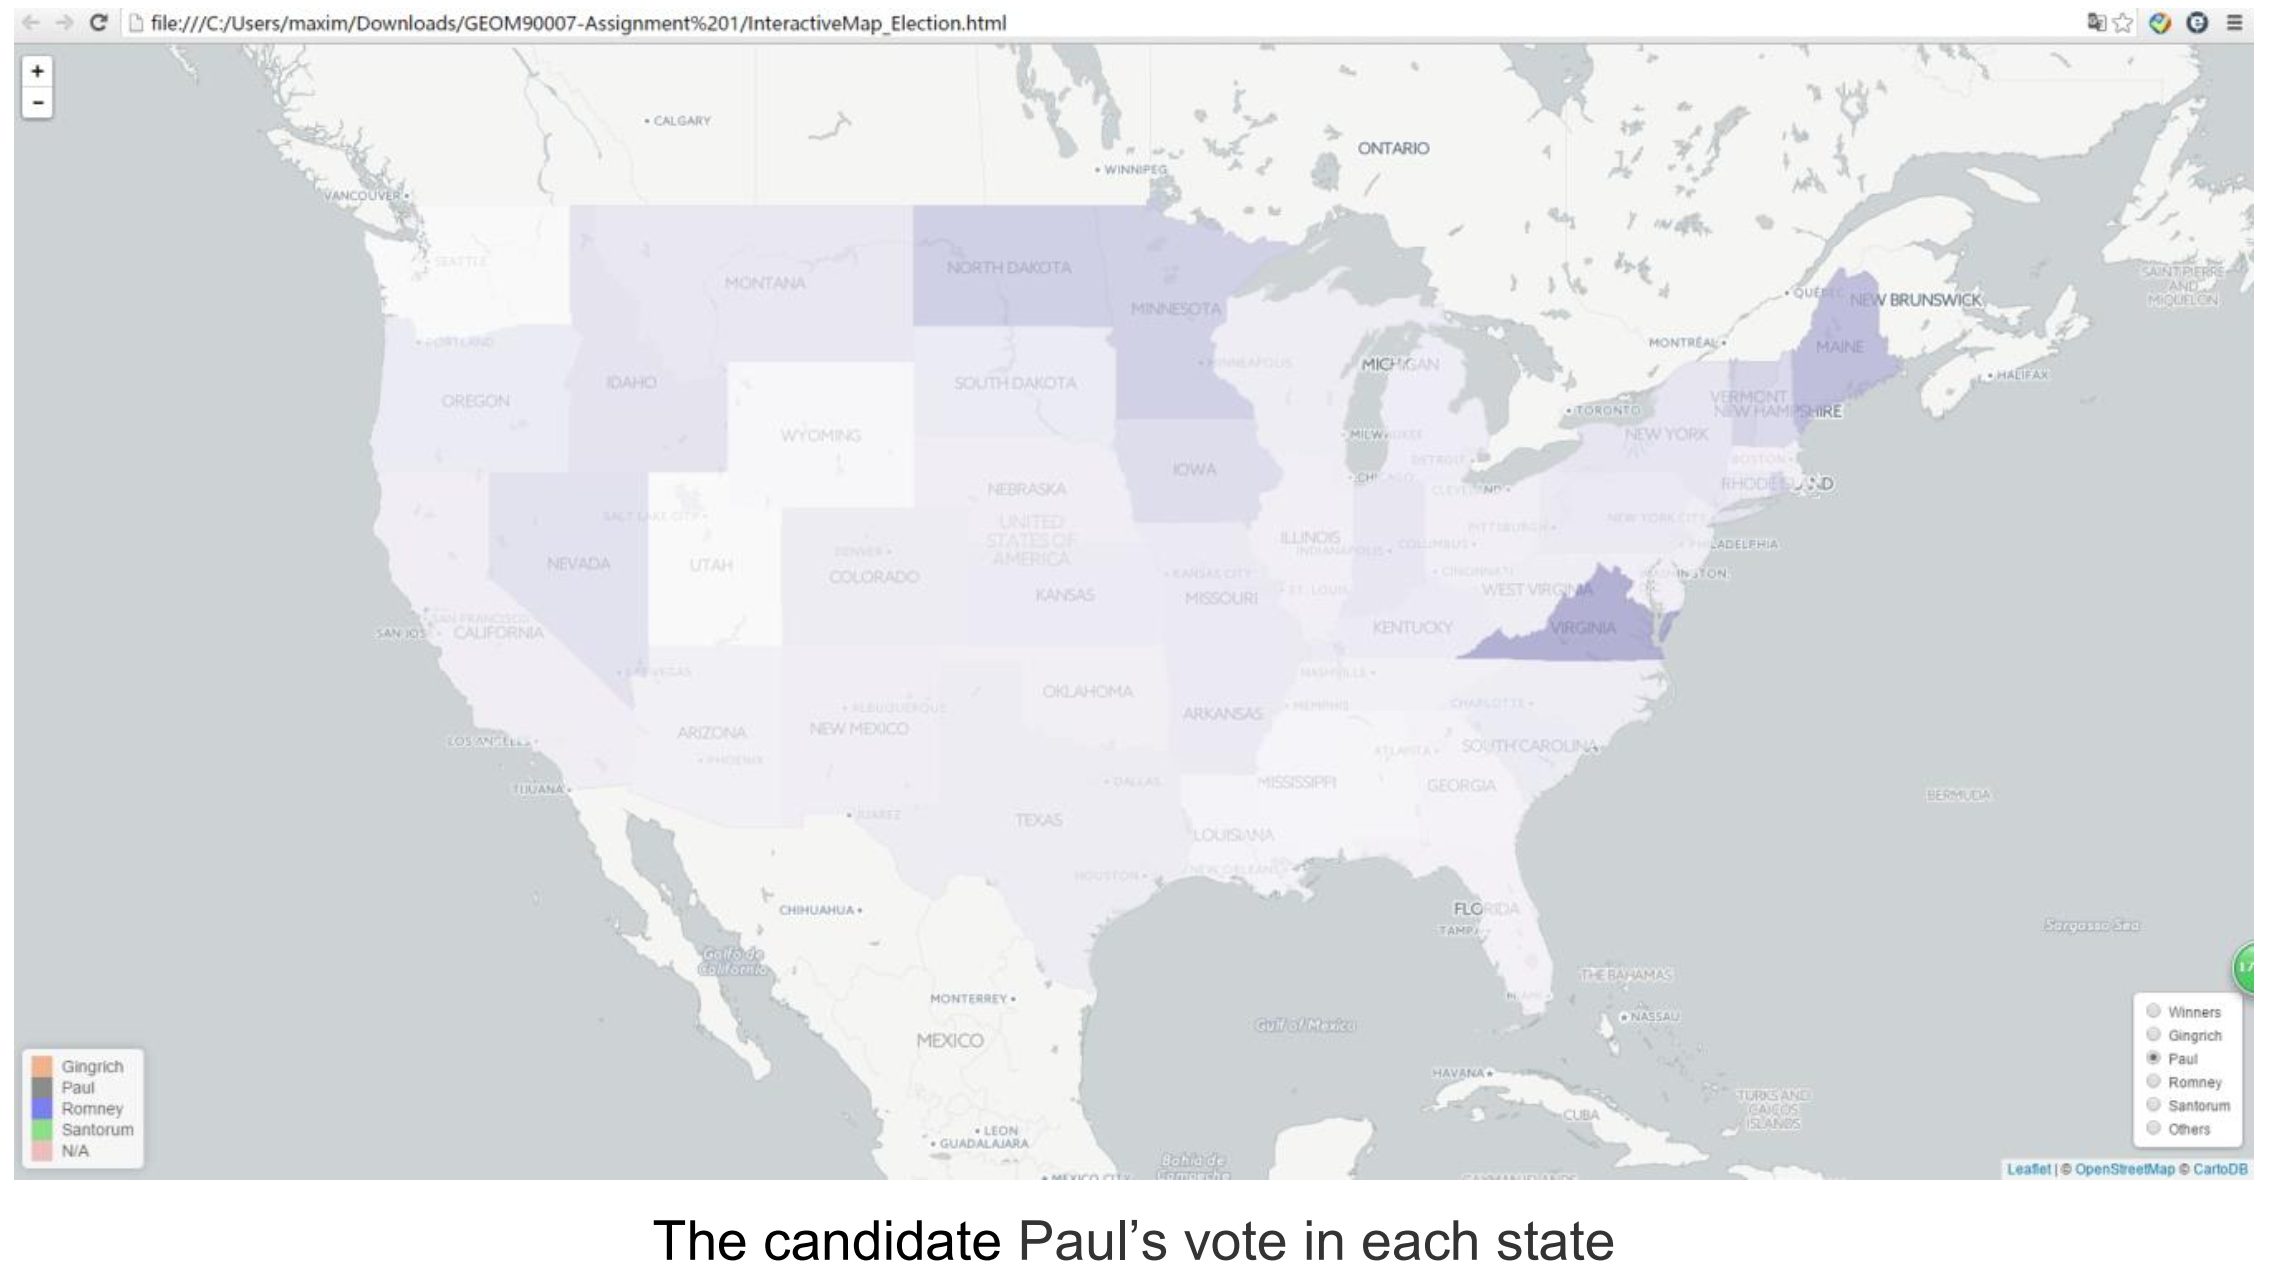 file:///C:/Users/maxim/Downloads/GEOM90007-Assignment%201/InteractiveMap_Election.html
+
−
CALGARY
WINNIPEG
ONTARIO
VANCOUVER
SEATTLE
MONTANA
NORTH DAKOTA
MINNESOTA
SAINT PIERRE
AND
MIQUELON
QUÉBEC
NEW BRUNSWICK
PORTLAND
MINNEAPOLIS
MICHIGAN
MONTRÉAL
MAINE
HALIFAX
IDAHO
SOUTH DAKOTA
OREGON
VERMONT
NEW HAMPSHIRE
TORONTO
WYOMING
MILWAUKEE
NEW YORK
DETROIT
BOSTON
IOWA
CHICAGO
CLEVELAND
RHODE ISLAND
NEBRASKA
SALT LAKE CITY
UNITED
STATES OF
AMERICA
PITTSBURGH
NEW YORK CITY
ILLINOIS
INDIANAPOLIS
COLUMBUS
PHILADELPHIA
DENVER
NEVADA
UTAH
COLORADO
KANSAS CITY
CINCINNATI
WASHINGTON
KANSAS
MISSOURI
ST. LOUIS
WEST VIRGINIA
SAN FRANCISCO
SAN JOS
CALIFORNIA
KENTUCKY
VIRGINIA
LAS VEGAS
NASHVILLE
OKLAHOMA
ALBUQUERQUE
ARKANSAS
MEMPHIS
CHARLOTTE
ARIZONA
NEW MEXICO
LOS ANGELES
PHOENIX
ATLANTA
SOUTH CAROLINA
DALLAS
MISSISSIPPI
GEORGIA
TIJUANA
BERMUDA
JUAREZ
TEXAS
LOUISIANA
HOUSTON
NEW ORLEANS
CHIHUAHUA
FLORIDA
TAMPA
Sargasso Sea
Golfo de
California
THE BAHAMAS
17
MIAMI
MONTERREY
NASSAU
Gulf of Mexico
MEXICO
HAVANA
TURKS AND
CAICOS
ISLANDS
CUBA
LEON
GUADALAJARA
Bahía de
Campeche
MEXICO CITY
CAYMAN ISLANDS
Gingrich
Paul
Romney
Santorum
N/A
Winners
Gingrich
Paul
Romney
Santorum
Others
Leaflet | © OpenStreetMap © CartoDB
The candidate Paul’s vote in each state